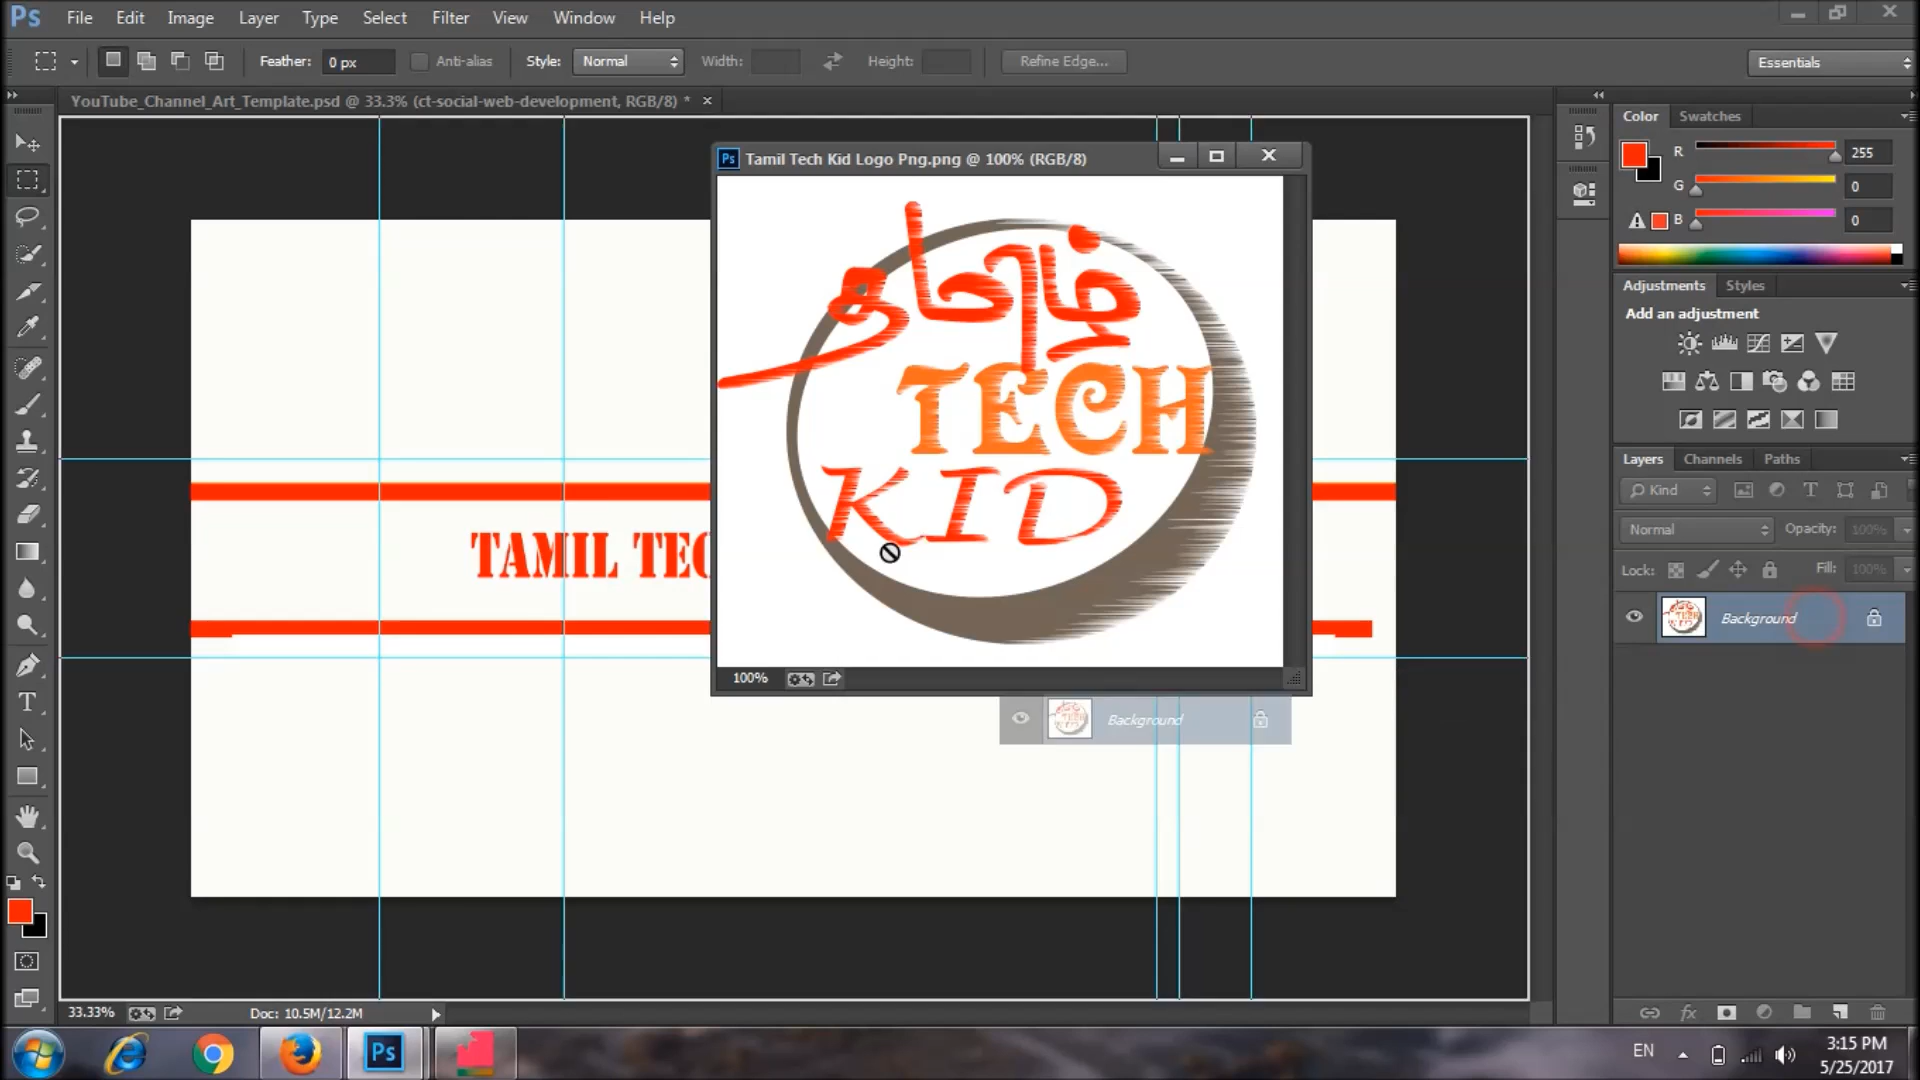 Ps File Edit Image Layer Type Select Filter View Window Help
Feather: 0 px Anti-alias Style: Normal Width: Height: Refine Edge... Essentials
YouTube_Channel_Art_Template.psd @ 33.3% (ct-social-web-development, RGB/8) * ×
Color Swatches
R 255
G 0
B 0
Ps Tamil Tech Kid Logo Png.png @ 100% (RGB/8)
TECH
KID
100%
Background
TAMIL TEC
Adjustments Styles
Add an adjustment
Layers Channels Paths
Kind
Normal Opacity: 100%
Lock: Fill: 100%
Background
33.33% Doc: 10.5M/12.2M
Ps
EN
3:15 PM
5/25/2017